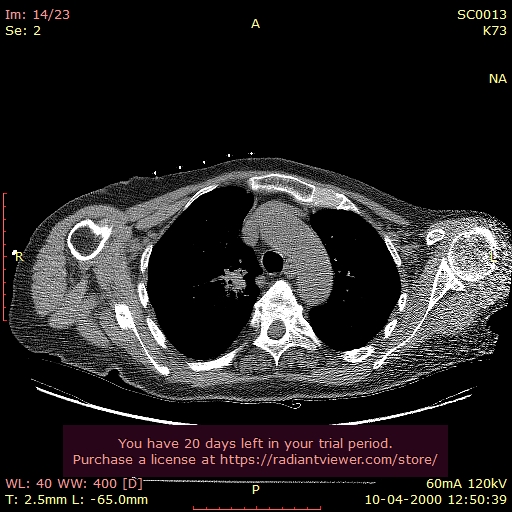 Im: 14/23
Se: 2
A
SC0013
K73
NA
R
L
You have 20 days left in your trial period.
Purchase a license at https://radiantviewer.com/store/
WL: 40 WW: 400 [D]
T: 2.5mm L: -65.0mm
P
60mA 120kV
10-04-2000 12:50:39